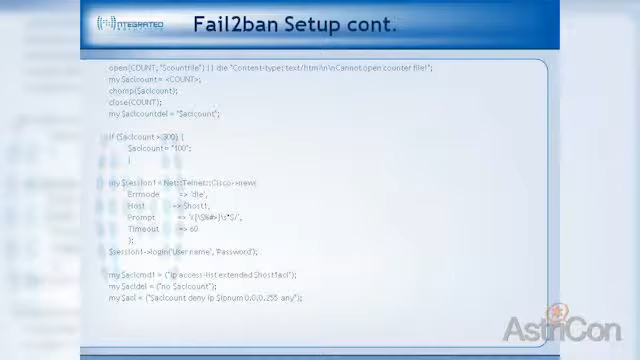 INTEGRATED
Fail2ban Setup cont.
open(COUNT, "$countfile") || die "Content-type: text/html\n\nCannot open counter file!";
my $aclcount = <COUNT>;
chomp($aclcount);
close(COUNT);
my $aclcountdel = "$aclcount";
if ($aclcount > 300) {
$aclcount = "100";
}
my $session1 = Net::Telnet::Cisco->new(
Errmode => 'die',
Host => $host1,
Prompt => '/[\$%#>]\s*$/',
Timeout => 60
);
$session1->login('User name', 'Password');
my $aclcmd1 = ("ip access-list extended $host1acl");
my $acldel = ("no $aclcount");
my $acl = ("$aclcount deny ip $ipnum 0.0.0.255 any");
AstriCon